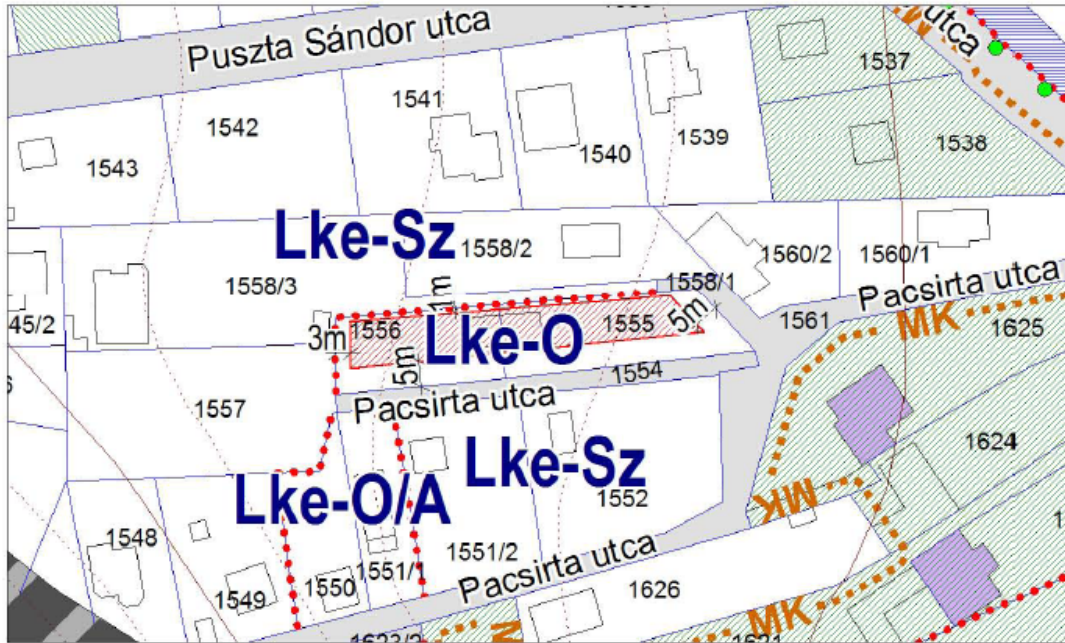 Puszta Sándor utca
utca
1537
1541
1542
1540
1539
1538
1543
Lke-Sz
1558/2
1560/2
1560/1
1558/3
1558/1
Pacsirta utca
45/2
1m
1556
1555
5m
1561
MK
1625
3m
Lke-O
5m
1554
1557
Pacsirta utca
1624
Lke-Sz
Lke-O/A
1552
MK
1548
1551/2
Pacsirta utca
1549
1550
1551/1
1626
MK
1623/2
1621